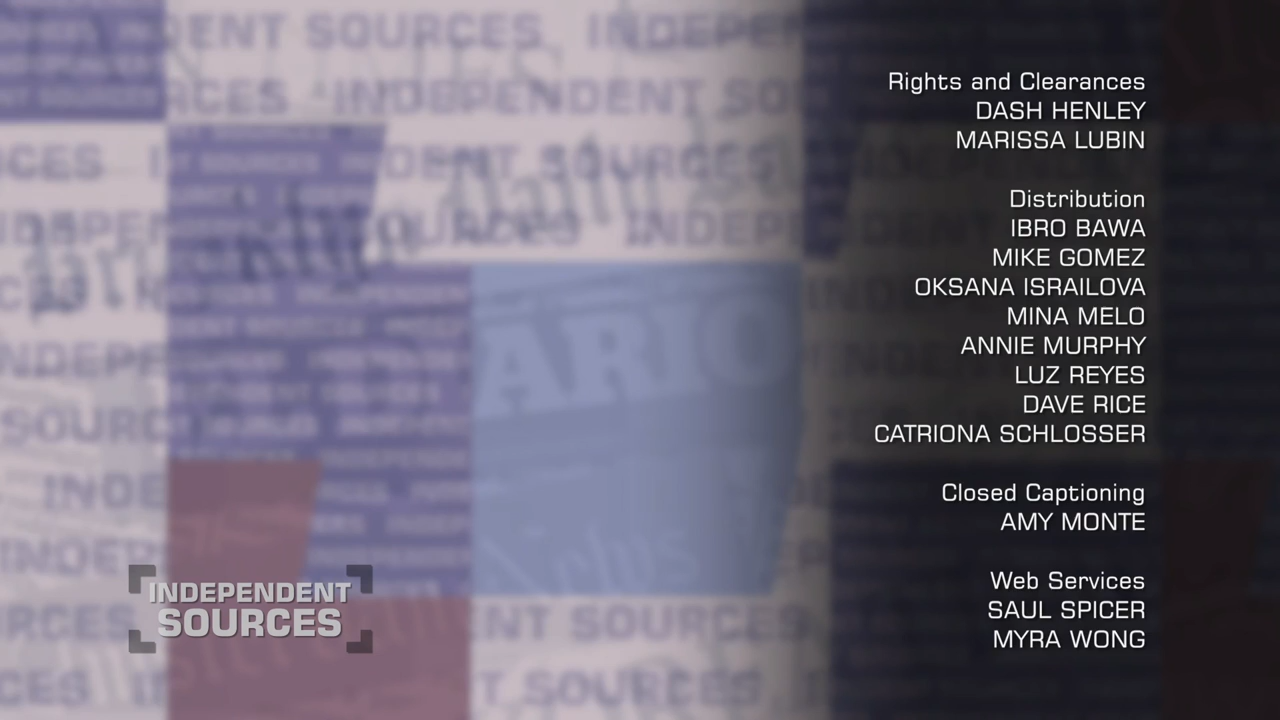 Rights and Clearances
DASH HENLEY
MARISSA LUBIN
Distribution
IBRO BAWA
MIKE GOMEZ
OKSANA ISRAILOVA
MINA MELO
ANNIE MURPHY
LUZ REYES
DAVE RICE
CATRIONA SCHLOSSER
Closed Captioning
AMY MONTE
Web Services
SAUL SPICER
MYRA WONG
INDEPENDENT
SOURCES